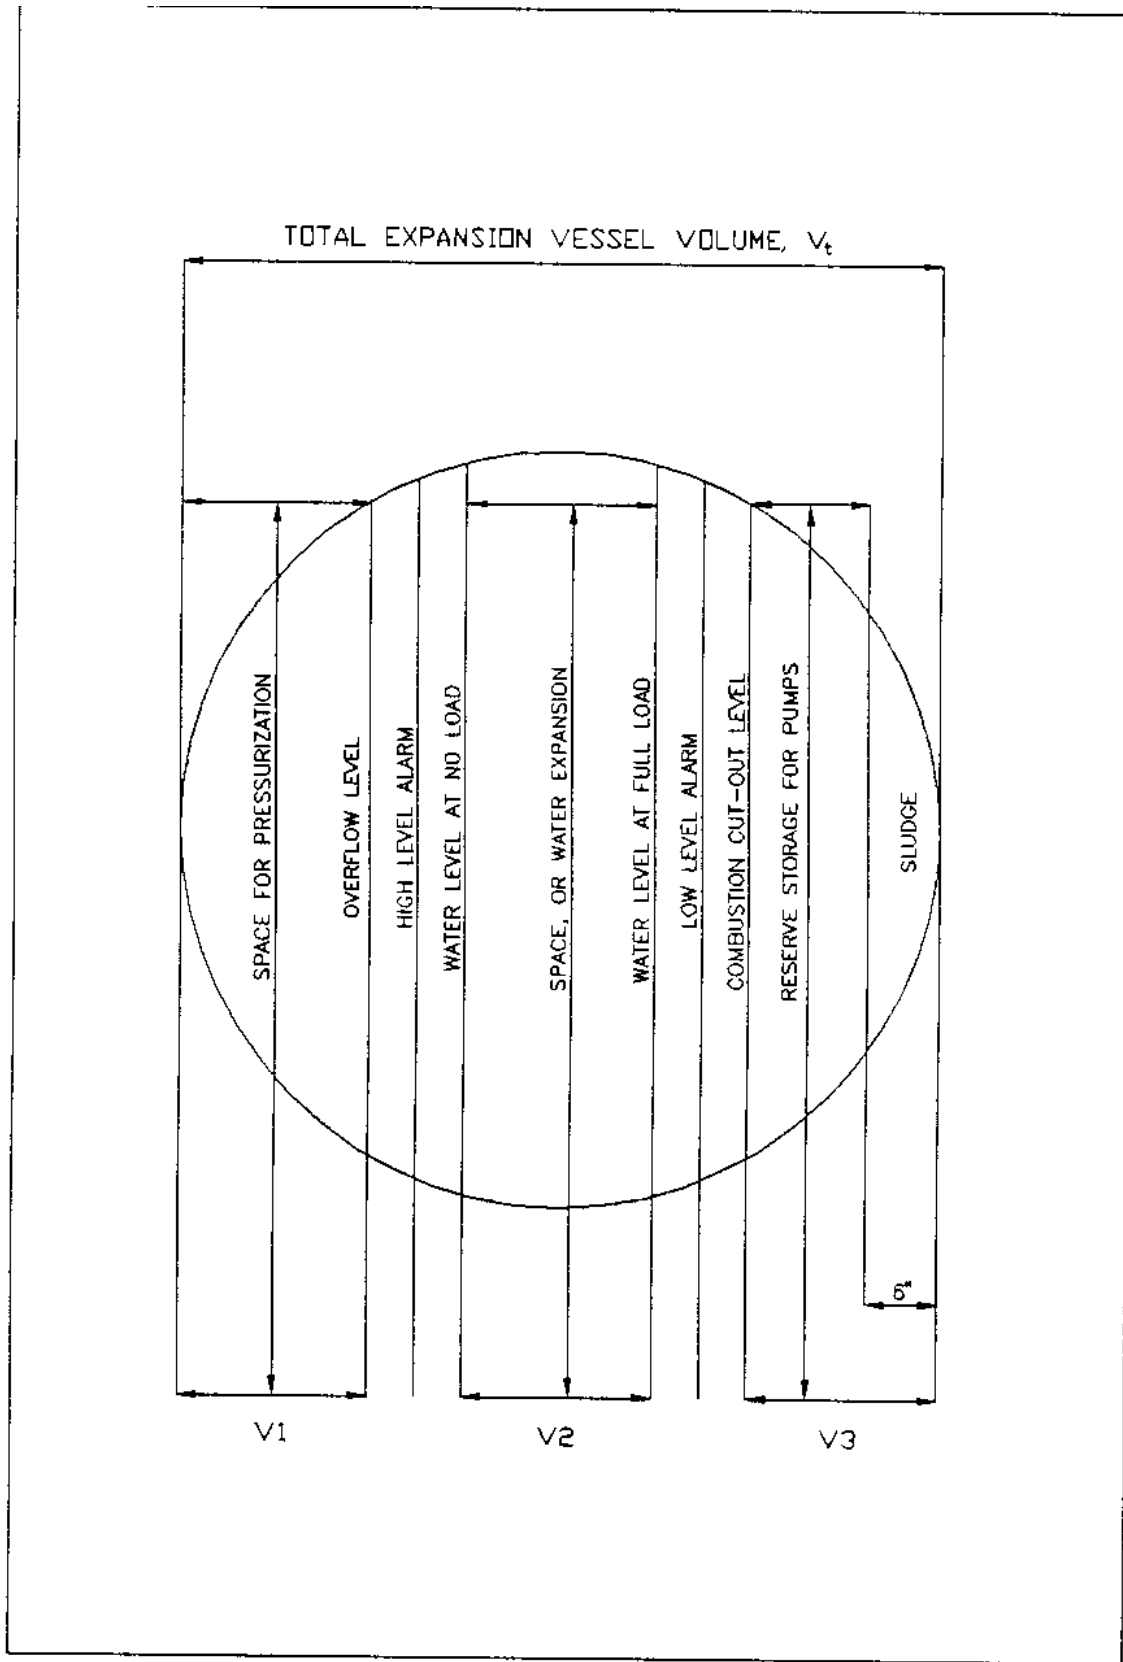 TOTAL EXPANSION VESSEL VOLUME, Vt
SPACE FOR PRESSURIZATION
OVERFLOW LEVEL
HIGH LEVEL ALARM
WATER LEVEL AT NO LOAD
SPACE, OR WATER EXPANSION
WATER LEVEL AT FULL LOAD
LOW LEVEL ALARM
COMBUSTION CUT-OUT LEVEL
RESERVE STORAGE FOR PUMPS
SLUDGE
V1
V2
V3